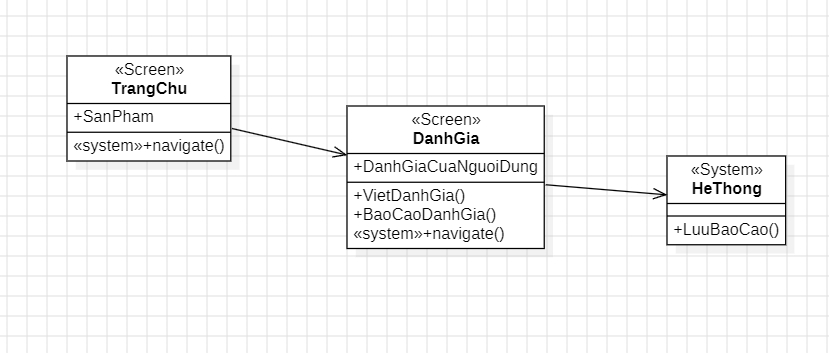 «Screen»
TrangChu
+SanPham
«system»+navigate()
«Screen»
DanhGia
+DanhGiaCuaNguoiDung
+VietDanhGia()
+BaoCaoDanhGia()
«system»+navigate()
«System»
HeThong
+LuuBaoCao()